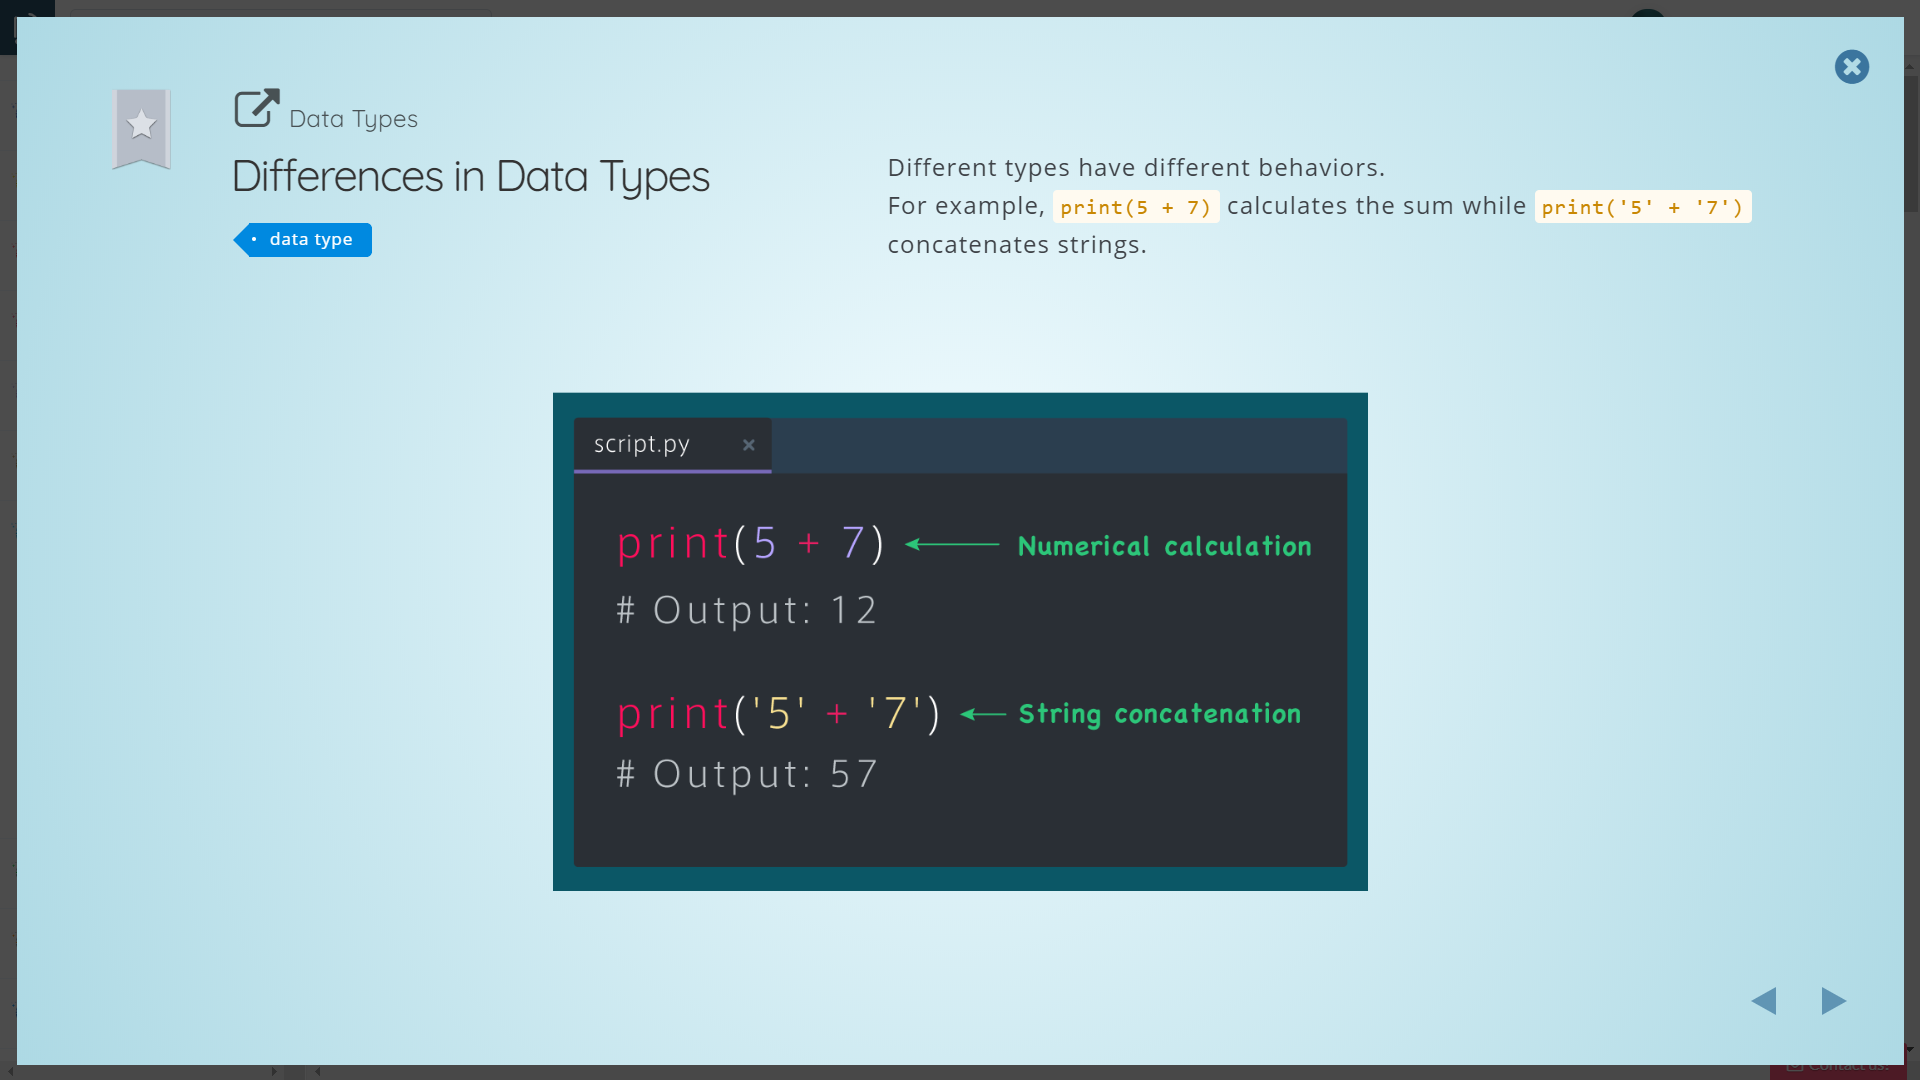 Data Types
Differences in Data Types
data type
Different types have different behaviors.
For example, print(5 + 7) calculates the sum while print('5' + '7')
concatenates strings.
script.py
print(5 + 7)
Numerical calculation
# Output: 12
print('5' + '7')
String concatenation
# Output: 57
Contact us!